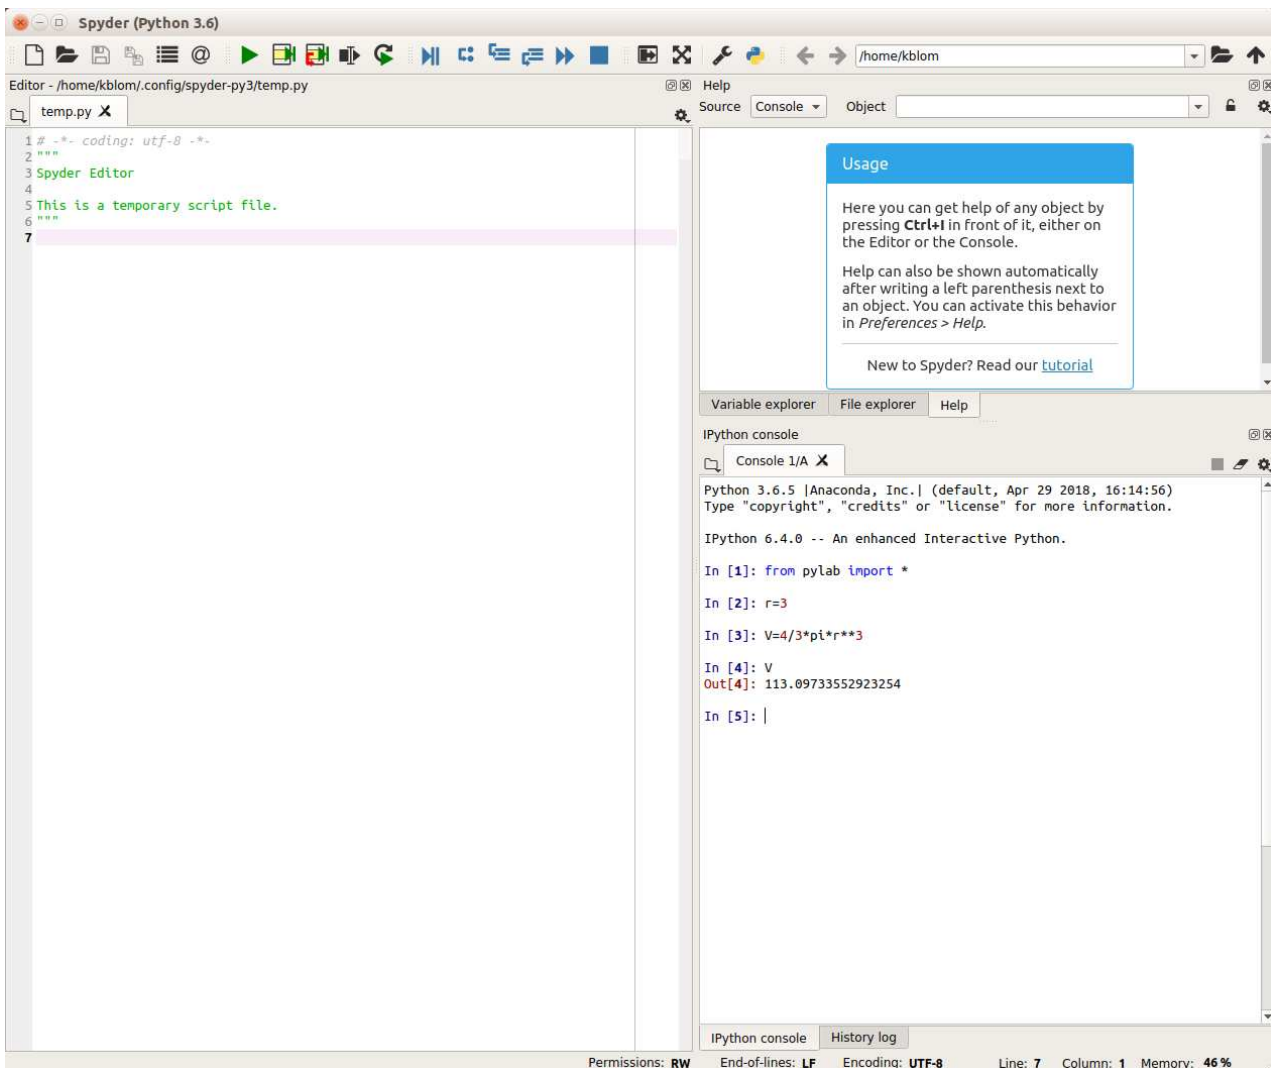 Spyder (Python 3.6)
/home/kblom
Editor - /home/kblom/.config/spyder-py3/temp.py
temp.py
1 # -*- coding: utf-8 -*-
2 """
3 Spyder Editor
4
5 This is a temporary script file.
6 """
7
Help
Source Console Object
Usage
Here you can get help of any object by
pressing Ctrl+I in front of it, either on
the Editor or the Console.
Help can also be shown automatically
after writing a left parenthesis next to
an object. You can activate this behavior
in Preferences > Help.
New to Spyder? Read our tutorial
Variable explorer File explorer Help
IPython console
Console 1/A
Python 3.6.5 |Anaconda, Inc.| (default, Apr 29 2018, 16:14:56)
Type "copyright", "credits" or "license" for more information.
IPython 6.4.0 -- An enhanced Interactive Python.
In [1]: from pylab import *
In [2]: r=3
In [3]: V=4/3*pi*r**3
In [4]: V
Out[4]: 113.09733552923254
In [5]:
IPython console History log
Permissions: RW End-of-lines: LF Encoding: UTF-8 Line: 7 Column: 1 Memory: 46 %